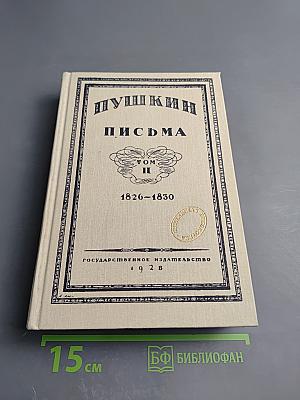 ПУШКИН
ПИСЬМА
ТОМ
II
1826–1830
ГОСУДАРСТВЕННОЕ ИЗДАТЕЛЬСТВО
1928
15 см
БФ БИБЛИОФАН